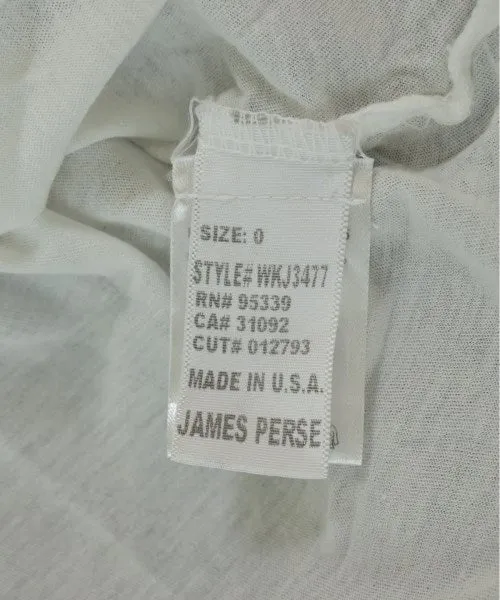 SIZE: 0
STYLE# WKJ3477
RN# 95339
CA# 31092
CUT# 012793
MADE IN U.S.A.
JAMES PERSE